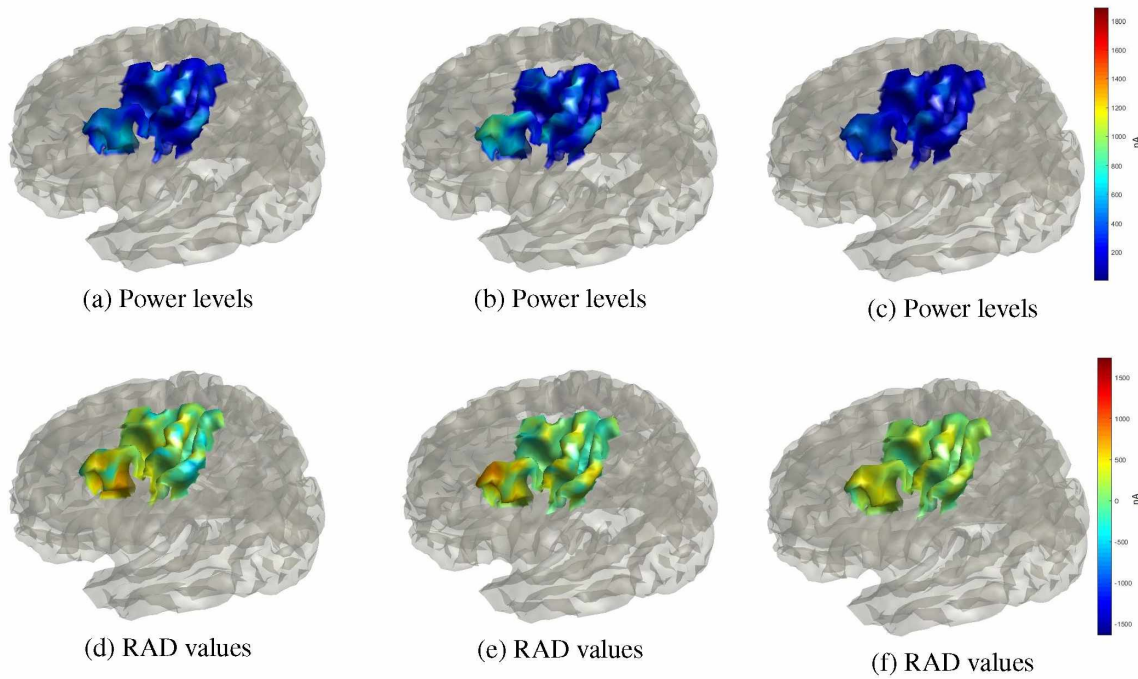 1800
1600
1400
1200
1000
800
600
400
200
nA
(a) Power levels
(b) Power levels
(c) Power levels
1500
1000
500
0
-500
-1000
-1500
nA
(d) RAD values
(e) RAD values
(f) RAD values